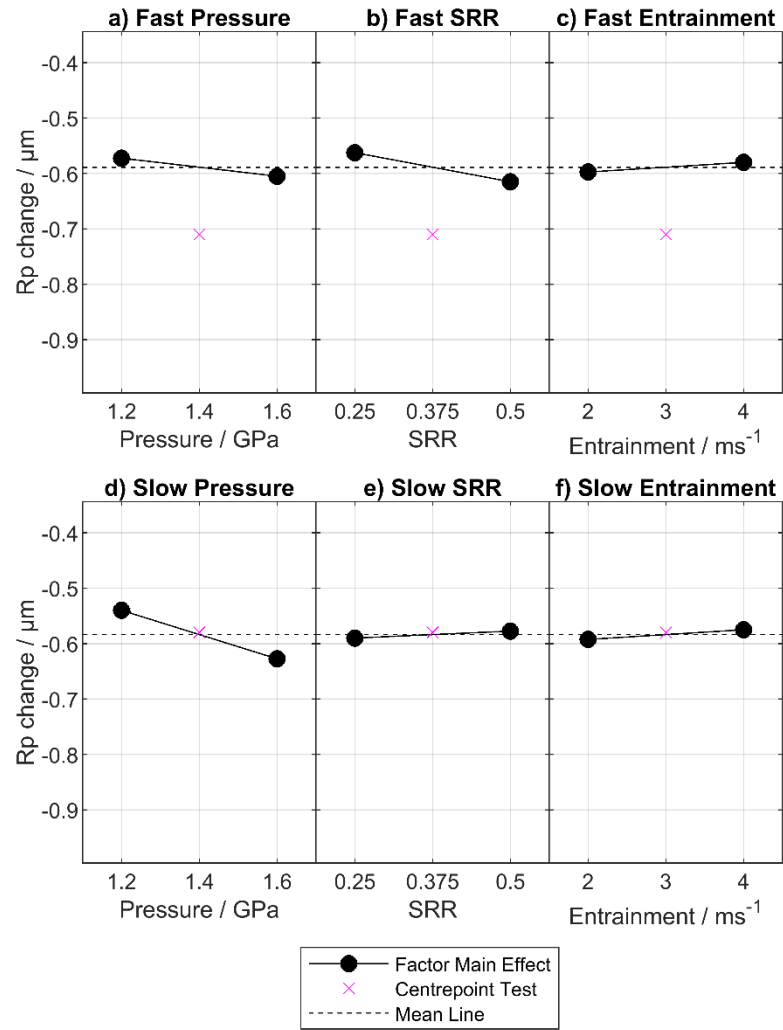 a) Fast Pressure b) Fast SRR c) Fast Entrainment
-0.4
-0.5
-0.6
-0.7
-0.8
-0.9
Rp change / μm
1.2 1.4 1.6 0.25 0.375 0.5 2 3 4
Pressure / GPa SRR Entrainment / ms⁻¹
d) Slow Pressure e) Slow SRR f) Slow Entrainment
-0.4
-0.5
-0.6
-0.7
-0.8
-0.9
Rp change / μm
1.2 1.4 1.6 0.25 0.375 0.5 2 3 4
Pressure / GPa SRR Entrainment / ms⁻¹
Factor Main Effect
Centrepoint Test
Mean Line